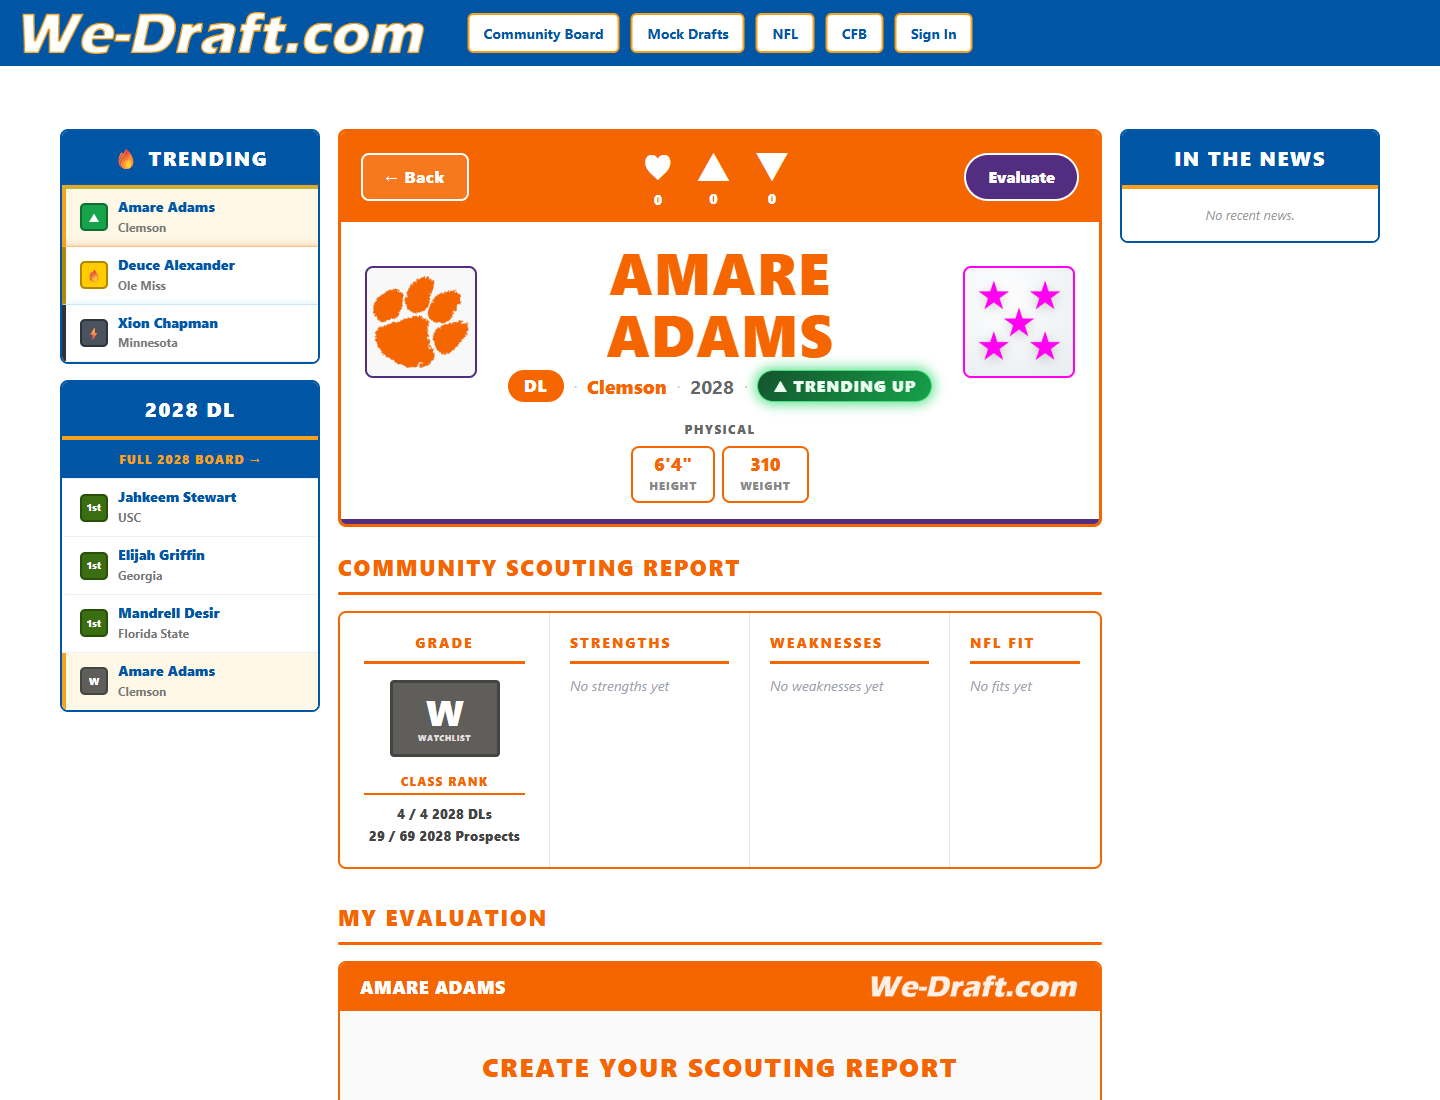 We-Draft.com
Community Board
Mock Drafts
NFL
CFB
Sign In
TRENDING
Amare Adams
Clemson
Deuce Alexander
Ole Miss
Xion Chapman
Minnesota
2028 DL
FULL 2028 BOARD →
1st
Jahkeem Stewart
USC
1st
Elijah Griffin
Georgia
1st
Mandrell Desir
Florida State
W
Amare Adams
Clemson
← Back
0
0
0
Evaluate
AMARE
ADAMS
DL · Clemson · 2028 · ▲ TRENDING UP
PHYSICAL
6'4"
HEIGHT
310
WEIGHT
COMMUNITY SCOUTING REPORT
GRADE
W
WATCHLIST
CLASS RANK
4 / 4 2028 DLs
29 / 69 2028 Prospects
STRENGTHS
No strengths yet
WEAKNESSES
No weaknesses yet
NFL FIT
No fits yet
MY EVALUATION
AMARE ADAMS
We-Draft.com
CREATE YOUR SCOUTING REPORT
IN THE NEWS
No recent news.